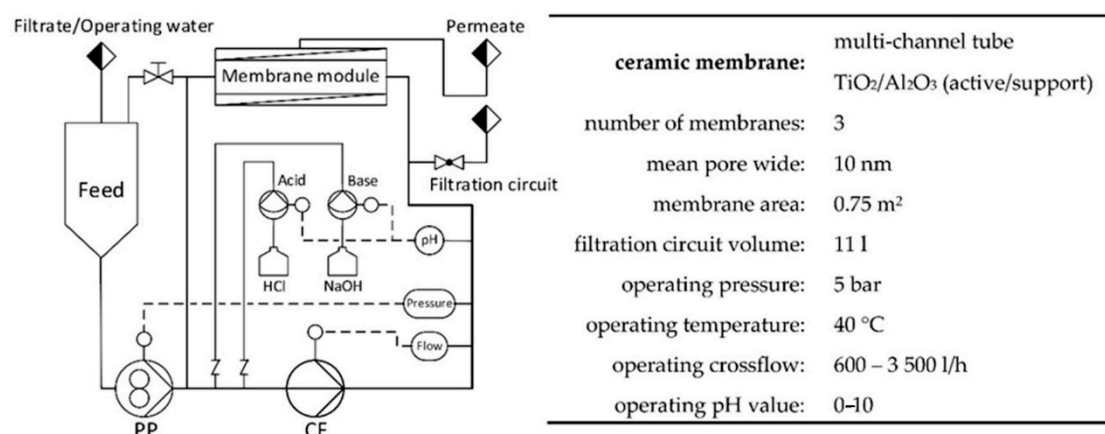 Filtrate/Operating water
Permeate
Membrane module
Feed
Filtration circuit
Acid
Base
pH
HCl
NaOH
Pressure
Flow
PP
CF
ceramic membrane: multi-channel tube
TiO₂/Al₂O₃ (active/support)
number of membranes: 3
mean pore wide: 10 nm
membrane area: 0.75 m²
filtration circuit volume: 11 l
operating pressure: 5 bar
operating temperature: 40 °C
operating crossflow: 600 – 3 500 l/h
operating pH value: 0–10